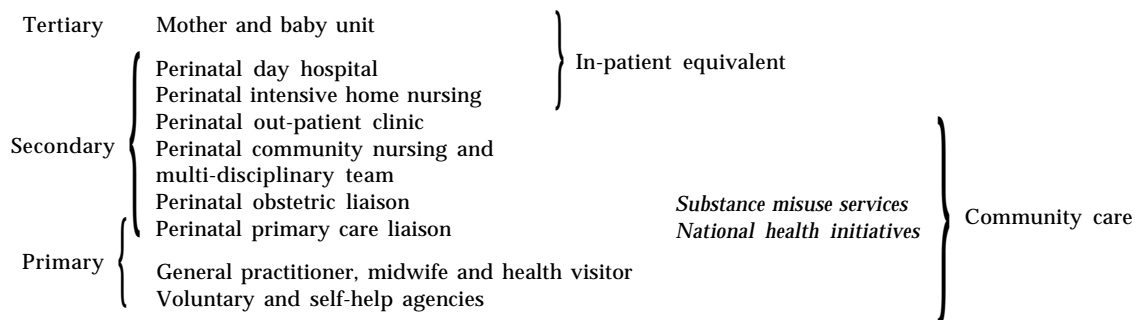 Tertiary Mother and baby unit
In-patient equivalent
Perinatal day hospital
Perinatal intensive home nursing
Perinatal out-patient clinic
Secondary Perinatal community nursing and
multi-disciplinary team
Perinatal obstetric liaison
Substance misuse services
Community care
Perinatal primary care liaison
National health initiatives
Primary
General practitioner, midwife and health visitor
Voluntary and self-help agencies